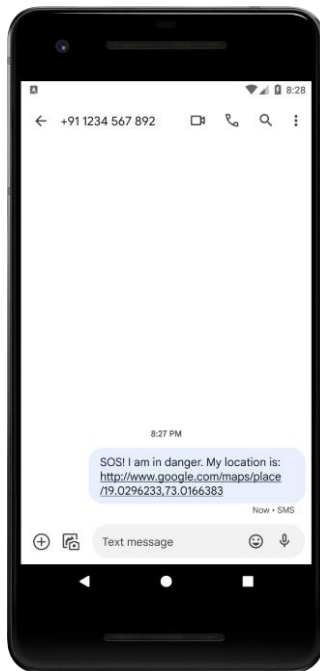 8:28
+91 1234 567 892
8:27 PM
SOS! I am in danger. My location is:
http://www.google.com/maps/place
/19.0296233,73.0166383
Now • SMS
Text message